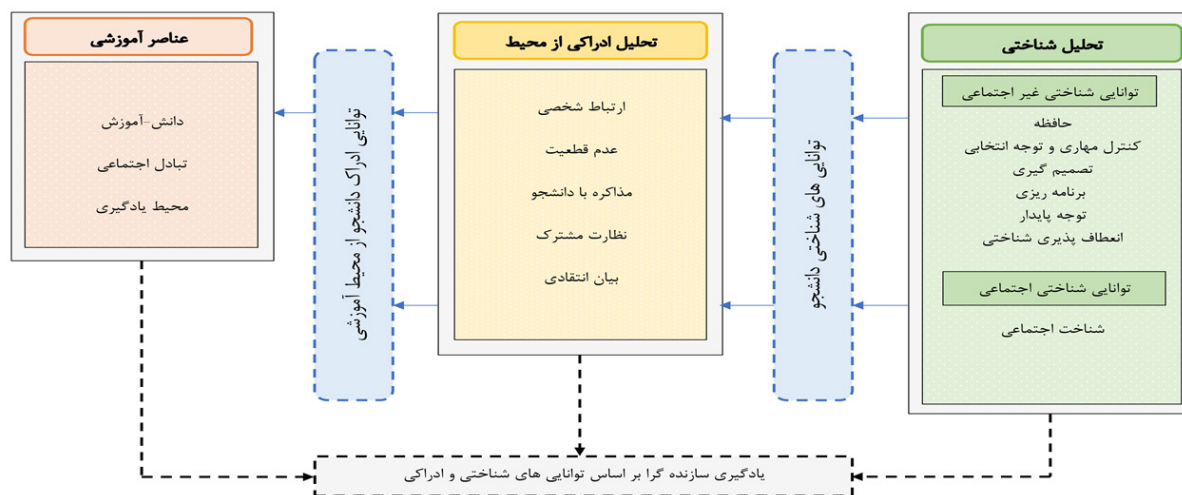 تحلیل شناختی
توانایی شناختی غیر اجتماعی
حافظه
کنترل مهاری و توجه انتخابی
تصمیم گیری
برنامه ریزی
توجه پایدار
انعطاف پذیری شناختی
توانایی شناختی اجتماعی
شناخت اجتماعی
توانایی های شناختی دانشجو
تحلیل ادراکی از محیط
ارتباط شخصی
عدم قطعیت
مذاکره با دانشجو
نظارت مشترک
بیان انتقادی
توانایی ادراک دانشجو از محیط آموزشی
عناصر آموزشی
دانش-آموزش
تبادل اجتماعی
محیط یادگیری
یادگیری سازنده گرا بر اساس توانایی های شناختی و ادراکی